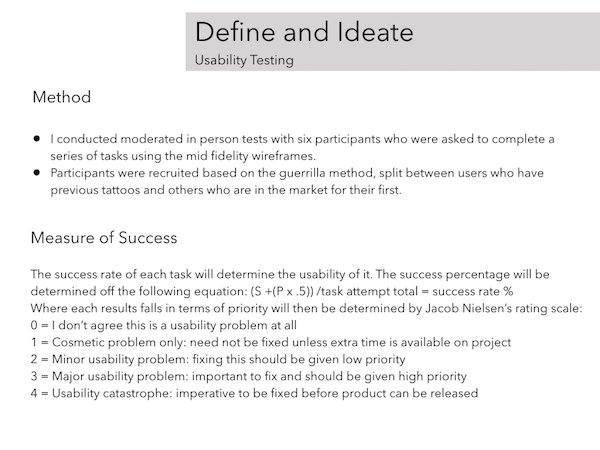 Define and Ideate
Usability Testing
Method
● I conducted moderated in person tests with six participants who were asked to complete a
series of tasks using the mid fidelity wireframes.
● Participants were recruited based on the guerrilla method, split between users who have
previous tattoos and others who are in the market for their first.
Measure of Success
The success rate of each task will determine the usability of it. The success percentage will be
determined off the following equation: (S +(P x .5)) /task attempt total = success rate %
Where each results falls in terms of priority will then be determined by Jacob Nielsen’s rating scale:
0 = I don’t agree this is a usability problem at all
1 = Cosmetic problem only: need not be fixed unless extra time is available on project
2 = Minor usability problem: fixing this should be given low priority
3 = Major usability problem: important to fix and should be given high priority
4 = Usability catastrophe: imperative to be fixed before product can be released